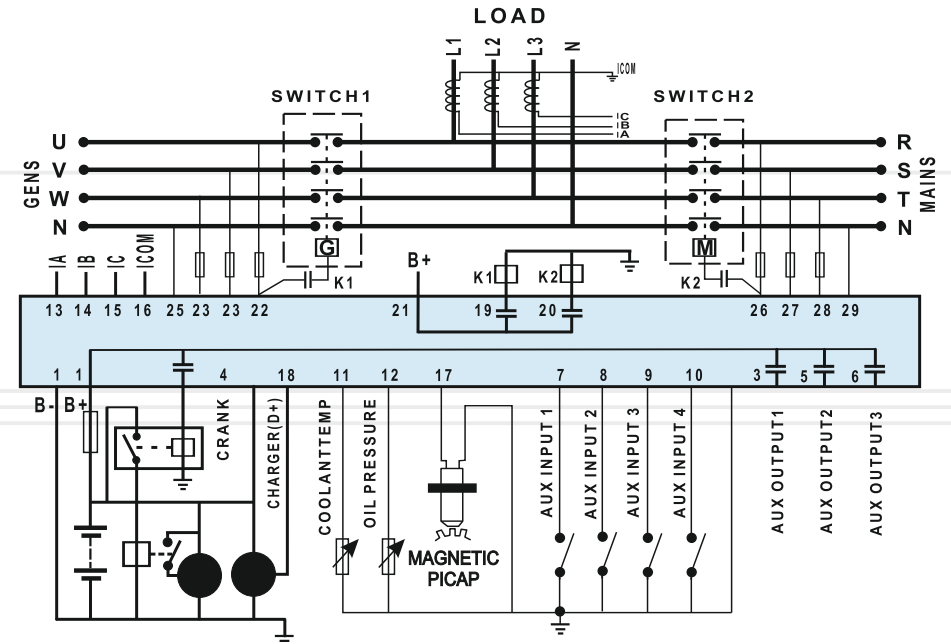 LOAD
L1 L2 L3 N
ICOM
SWITCH1 SWITCH2
IC
IB
IA
U R
V S
W T
N N
GENS MAINS
G M
IA IB IC ICOM
B+
K1 K1 K2 K2
13 14 15 16 25 23 23 22 21 19 20 26 27 28 29
1 1 4 18 11 12 17 7 8 9 10 3 5 6
B- B+
CRANK
CHARGER(D+)
COOLANTTEMP
OIL PRESSURE
MAGNETIC
PICAP
AUX INPUT 1
AUX INPUT 2
AUX INPUT 3
AUX INPUT 4
AUX OUTPUT1
AUX OUTPUT2
AUX OUTPUT3